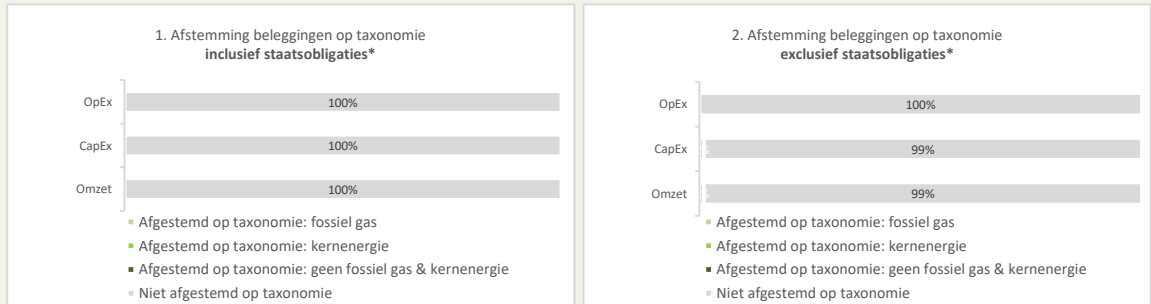 1. Afstemming beleggingen op taxonomie
inclusief staatsobligaties*
OpEx
100%
CapEx
100%
Omzet
100%
Afgestemd op taxonomie: fossiel gas
Afgestemd op taxonomie: kernenergie
Afgestemd op taxonomie: geen fossiel gas & kernenergie
Niet afgestemd op taxonomie
2. Afstemming beleggingen op taxonomie
exclusief staatsobligaties*
OpEx
100%
CapEx
99%
Omzet
99%
Afgestemd op taxonomie: fossiel gas
Afgestemd op taxonomie: kernenergie
Afgestemd op taxonomie: geen fossiel gas & kernenergie
Niet afgestemd op taxonomie